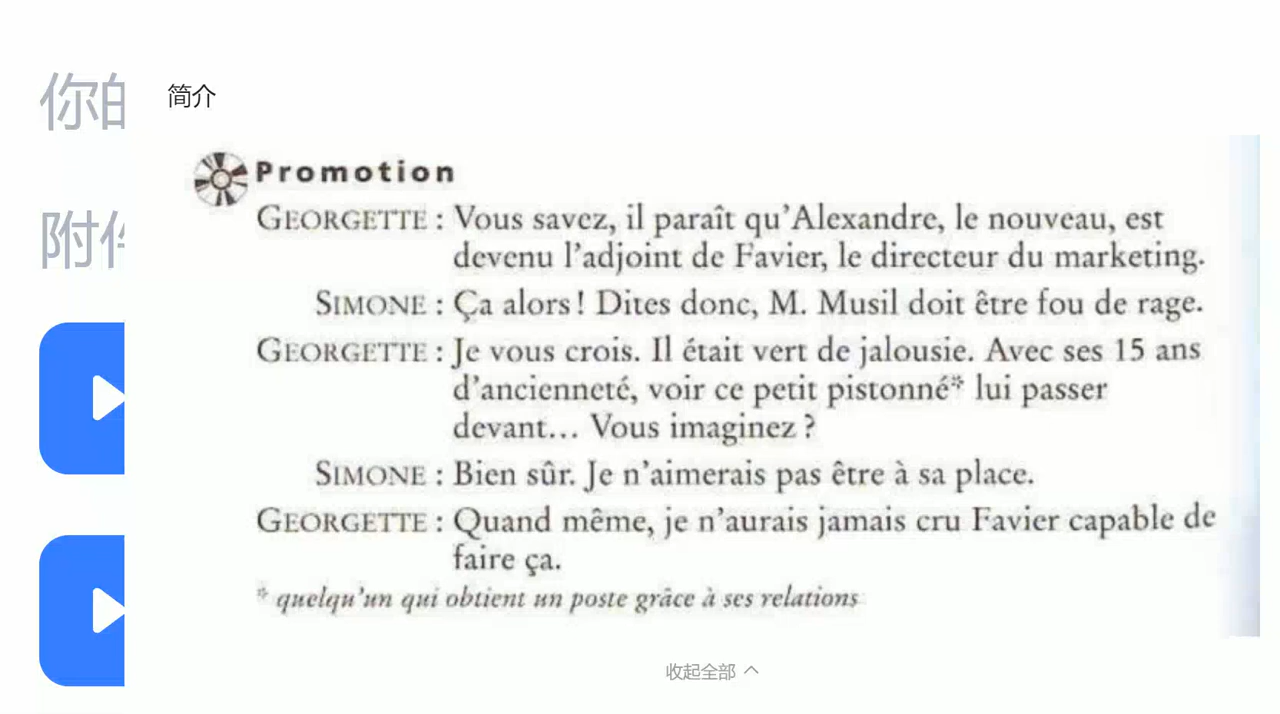 你的
简介
附件
Promotion
GEORGETTE : Vous savez, il paraît qu'Alexandre, le nouveau, est
devenu l'adjoint de Favier, le directeur du marketing.
SIMONE : Ça alors ! Dites donc, M. Musil doit être fou de rage.
GEORGETTE : Je vous crois. Il était vert de jalousie. Avec ses 15 ans
d'ancienneté, voir ce petit pistonné* lui passer
devant... Vous imaginez ?
SIMONE : Bien sûr. Je n'aimerais pas être à sa place.
GEORGETTE : Quand même, je n'aurais jamais cru Favier capable de
faire ça.
* quelqu'un qui obtient un poste grâce à ses relations
收起全部